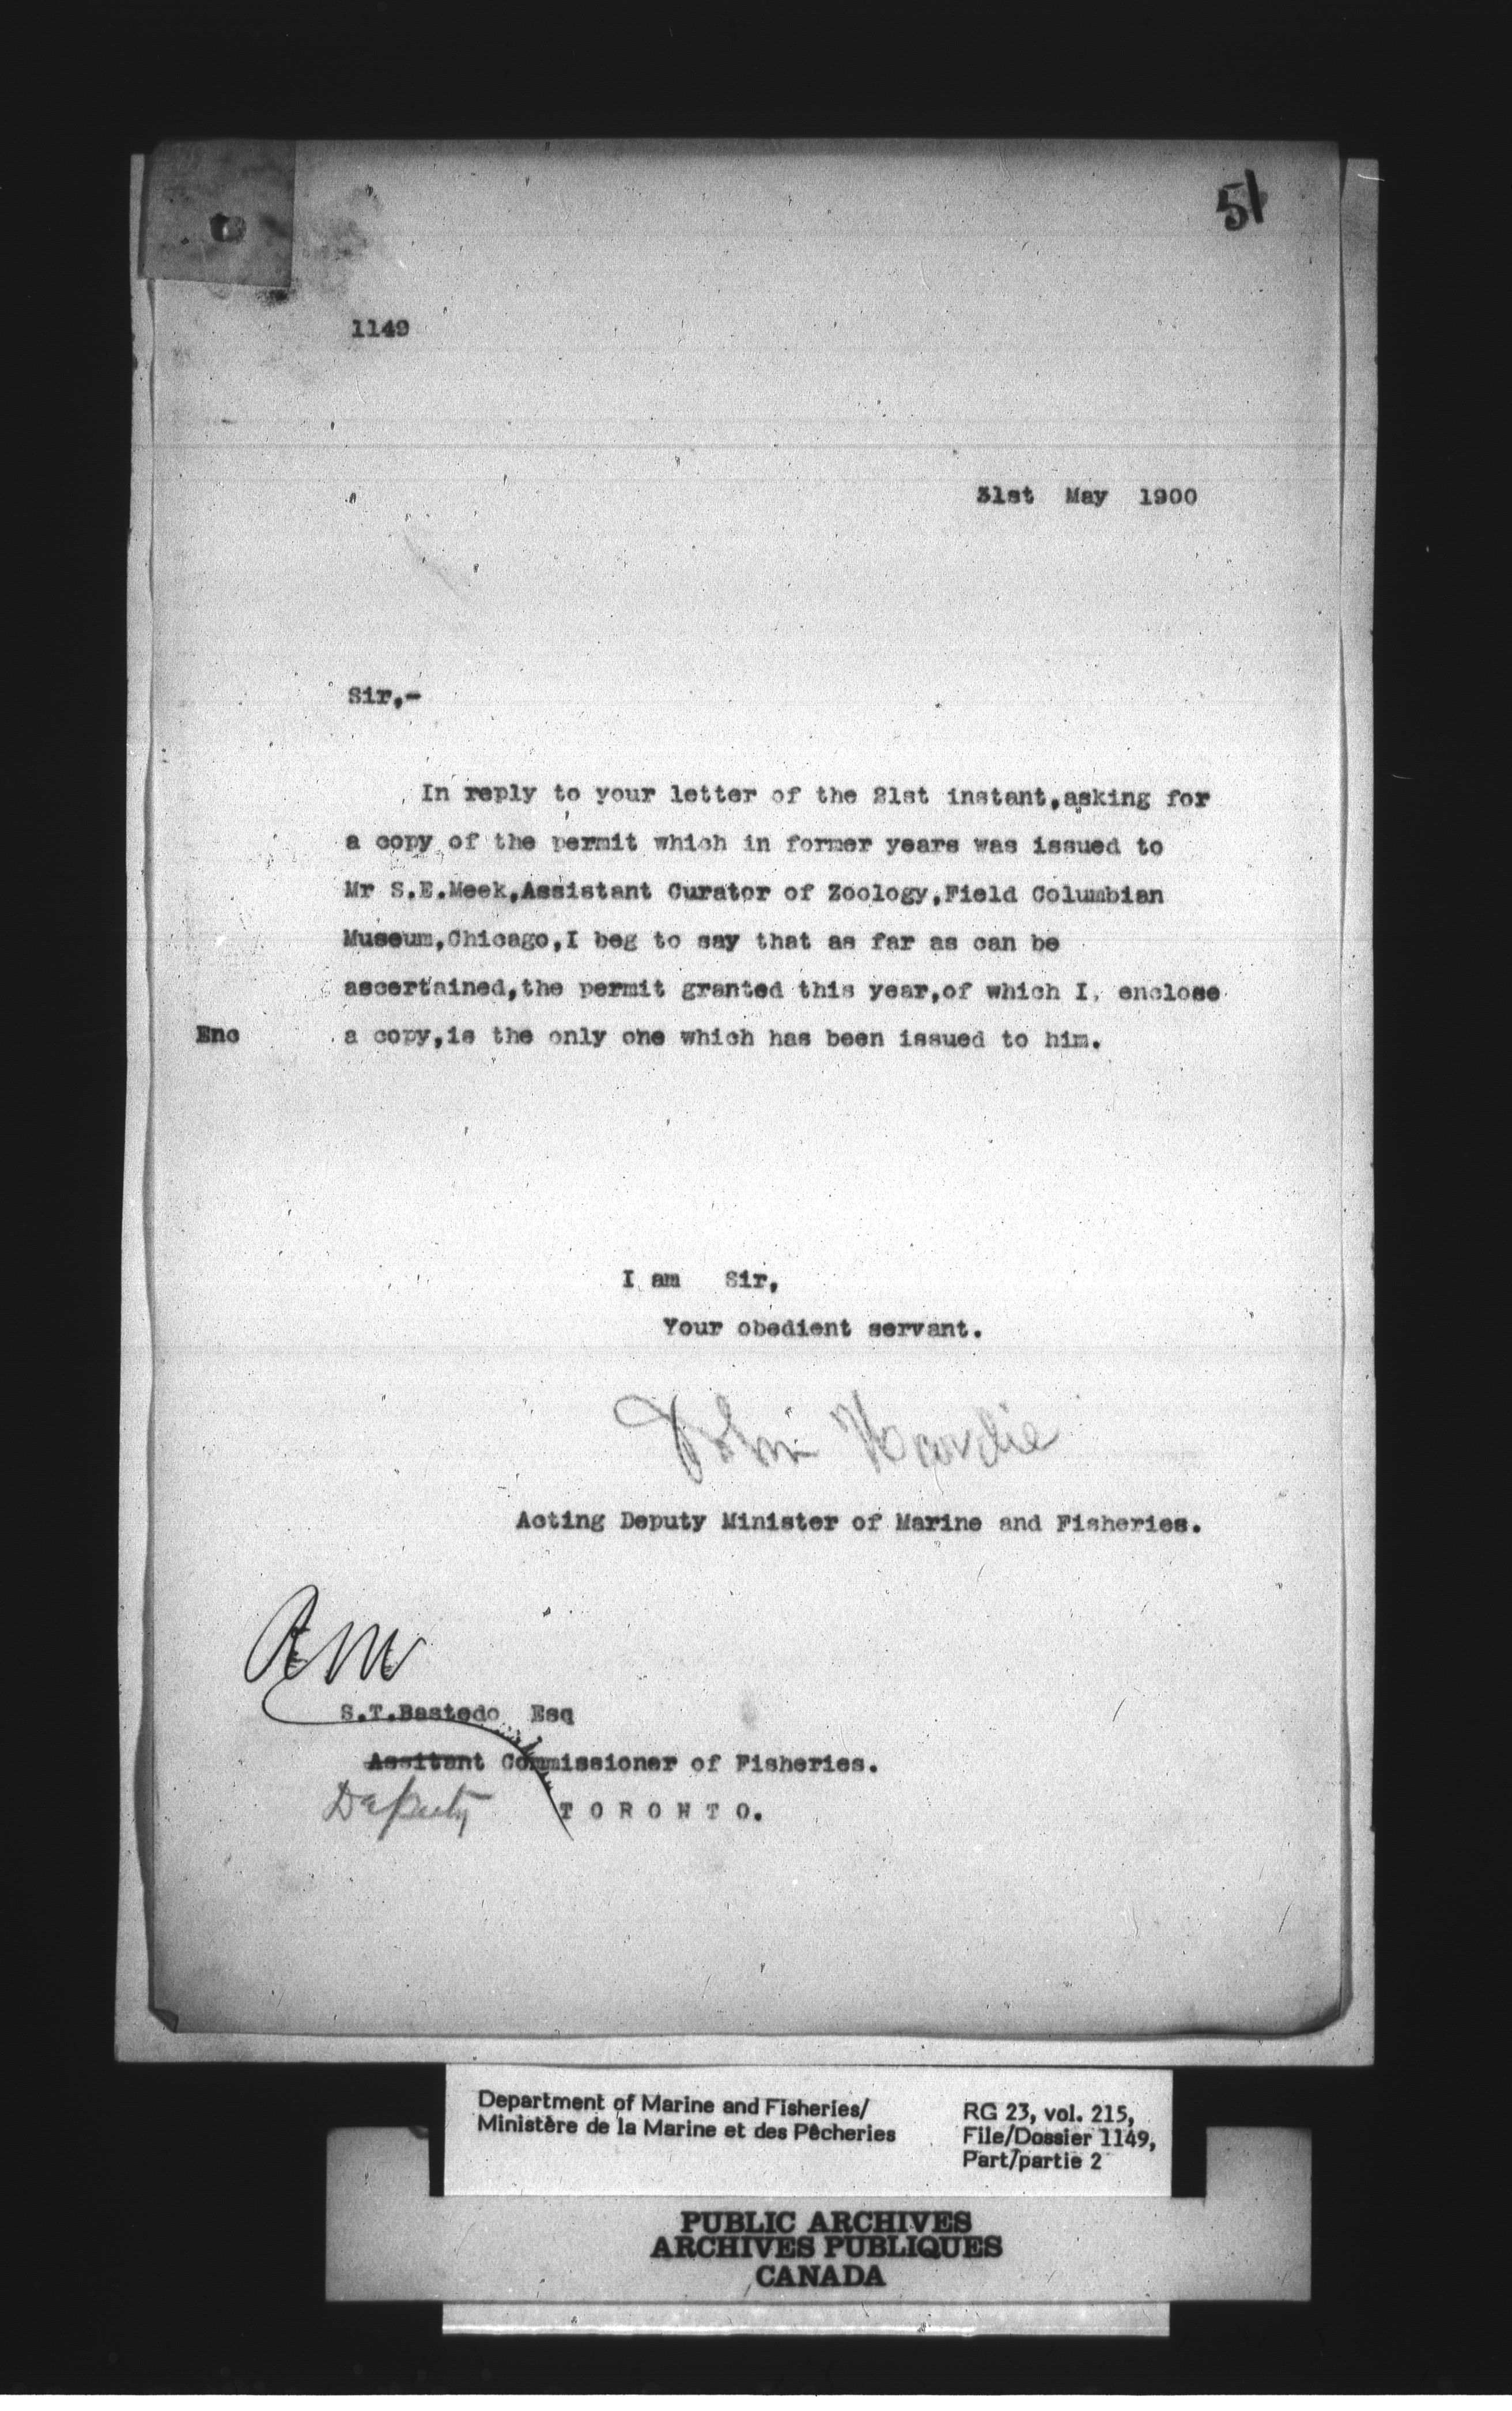 51
1149
31st May 1900
Sir,-
In reply to your letter of the 21st instant,asking for
a copy of the permit which in former years was issued to
Mr S.E.Meek,Assistant Curator of Zoology,Field Columbian
Museum,Chicago,I beg to say that as far as can be
ascertained,the permit granted this year,of which I, enclose
Enc a copy,is the only one which has been issued to him.
I am Sir,
Your obedient servant.
John Hardie
Acting Deputy Minister of Marine and Fisheries.
S.T.Bastedo Esq
Assitant Commissioner of Fisheries.
Deputy TORONTO.
Department of Marine and Fisheries/
Ministère de la Marine et des Pêcheries
RG 23, vol. 215,
File/Dossier 1149,
Part/partie 2
PUBLIC ARCHIVES
ARCHIVES PUBLIQUES
CANADA